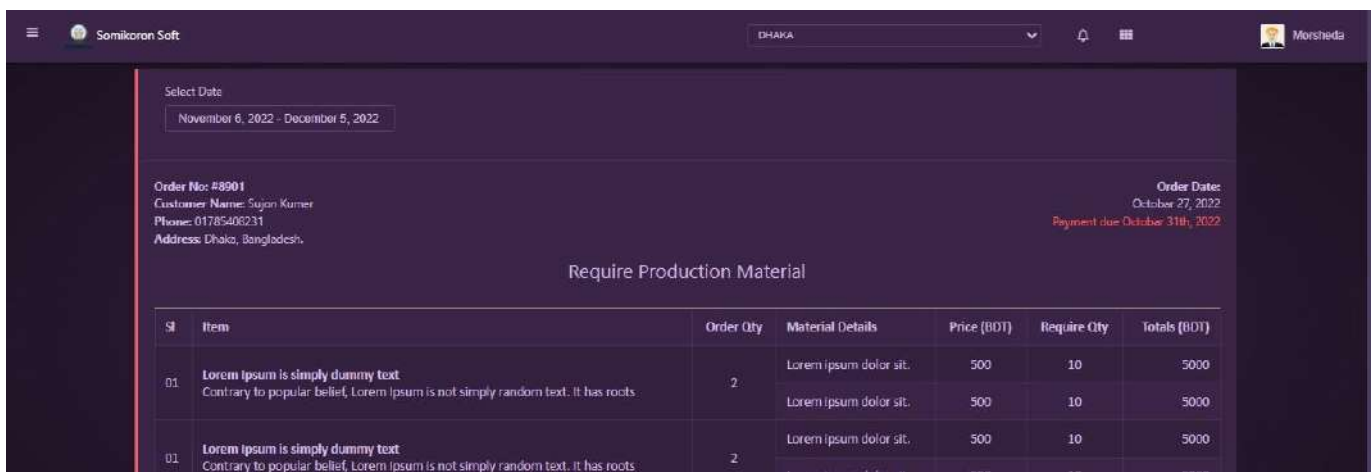 Somikoron Soft
DHAKA
Morsheda
Select Date
November 6, 2022 - December 5, 2022
Order No: #8901
Customer Name: Sujon Kumer
Phone: 01785408231
Address: Dhaka, Bangladesh.
Order Date:
October 27, 2022
Payment due October 31th, 2022
Require Production Material
Sl Item Order Qty Material Details Price (BDT) Require Qty Totals (BDT)
Lorem ipsum dolor sit. 500 10 5000
01 Lorem Ipsum is simply dummy text 2
Contrary to popular belief, Lorem Ipsum is not simply random text. It has roots
Lorem ipsum dolor sit. 500 10 5000
Lorem ipsum dolor sit. 500 10 5000
01 Lorem Ipsum is simply dummy text 2
Contrary to popular belief, Lorem Ipsum is not simply random text. It has roots